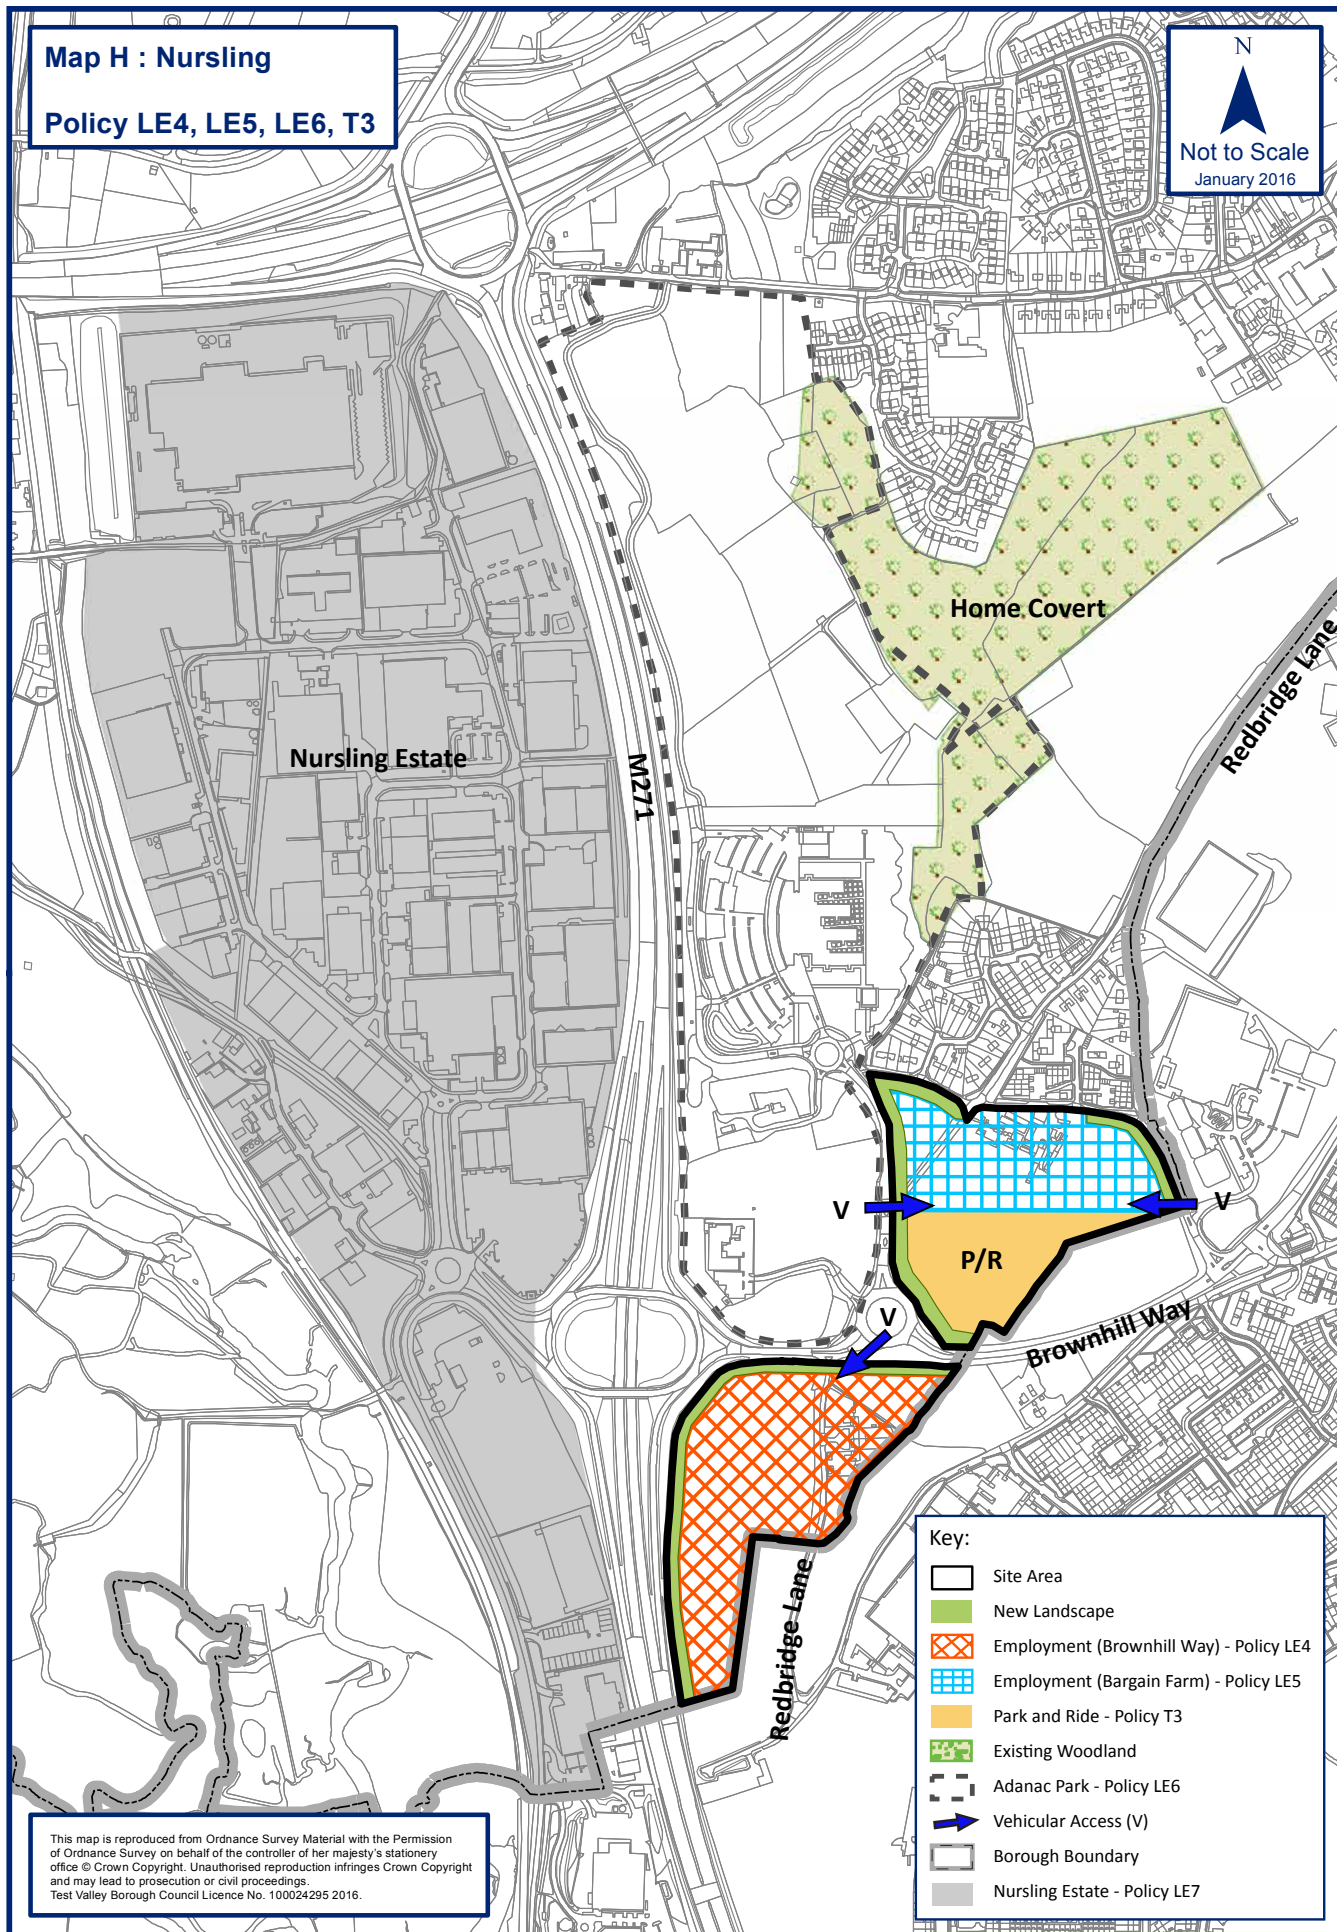 Map H : Nursling
Policy LE4, LE5, LE6, T3
N
Not to Scale
January 2016
Home Covert
Redbridge Lane
Nursling Estate
M271
V
V
P/R
V
Brownhill Way
Redbridge Lane
Key:
Site Area
New Landscape
Employment (Brownhill Way) - Policy LE4
Employment (Bargain Farm) - Policy LE5
Park and Ride - Policy T3
Existing Woodland
Adanac Park - Policy LE6
Vehicular Access (V)
Borough Boundary
Nursling Estate - Policy LE7
This map is reproduced from Ordnance Survey Material with the Permission
of Ordnance Survey on behalf of the controller of her majesty's stationery
office © Crown Copyright. Unauthorised reproduction infringes Crown Copyright
and may lead to prosecution or civil proceedings.
Test Valley Borough Council Licence No. 100024295 2016.